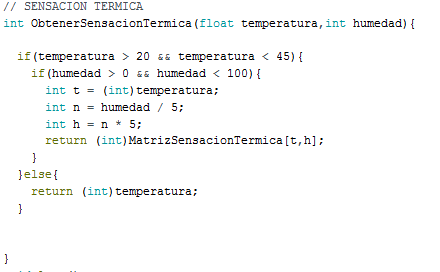 // SENSACION TERMICA
int ObtenerSensacionTermica(float temperatura,int humedad){
if(temperatura > 20 && temperatura < 45){
if(humedad > 0 && humedad < 100){
int t = (int)temperatura;
int n = humedad / 5;
int h = n * 5;
return (int)MatrizSensacionTermica[t,h];
}
}else{
return (int)temperatura;
}
}